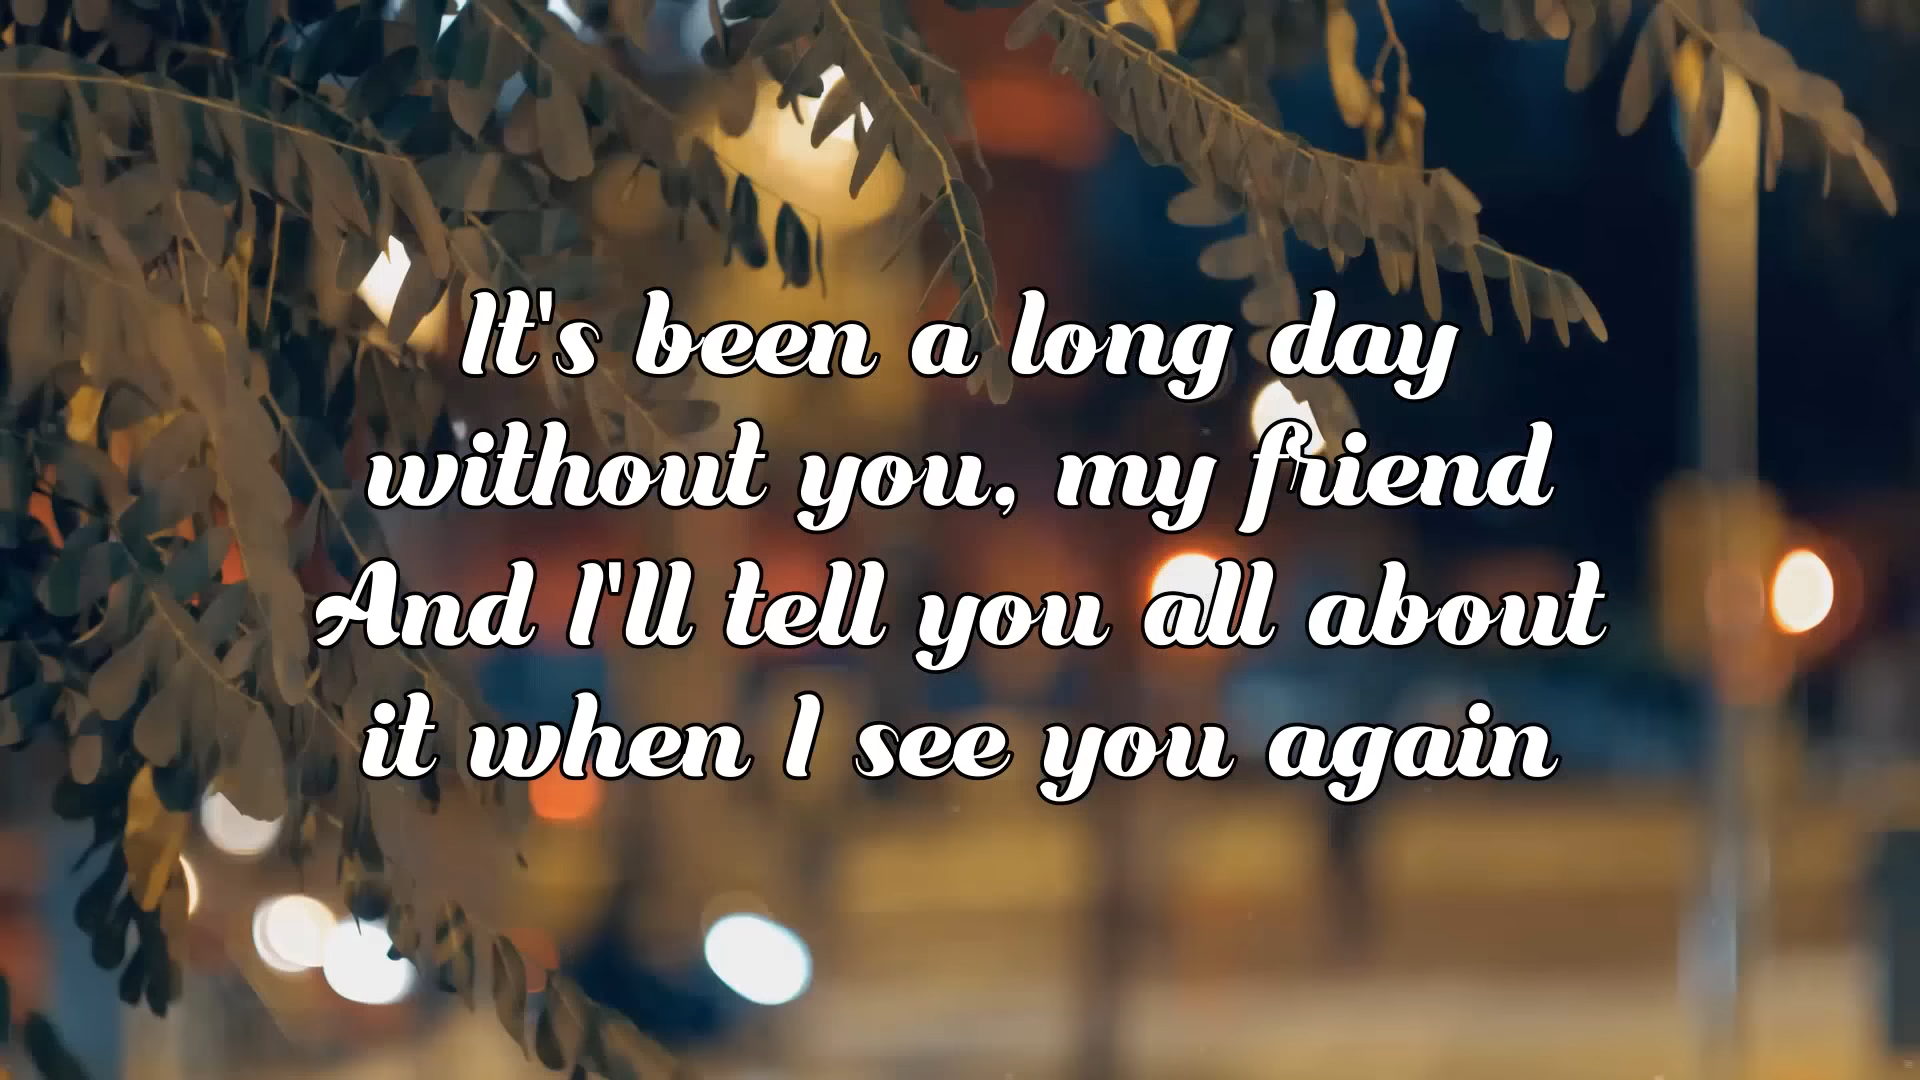 It's been a long day
without you, my friend
And I'll tell you all about
it when I see you again